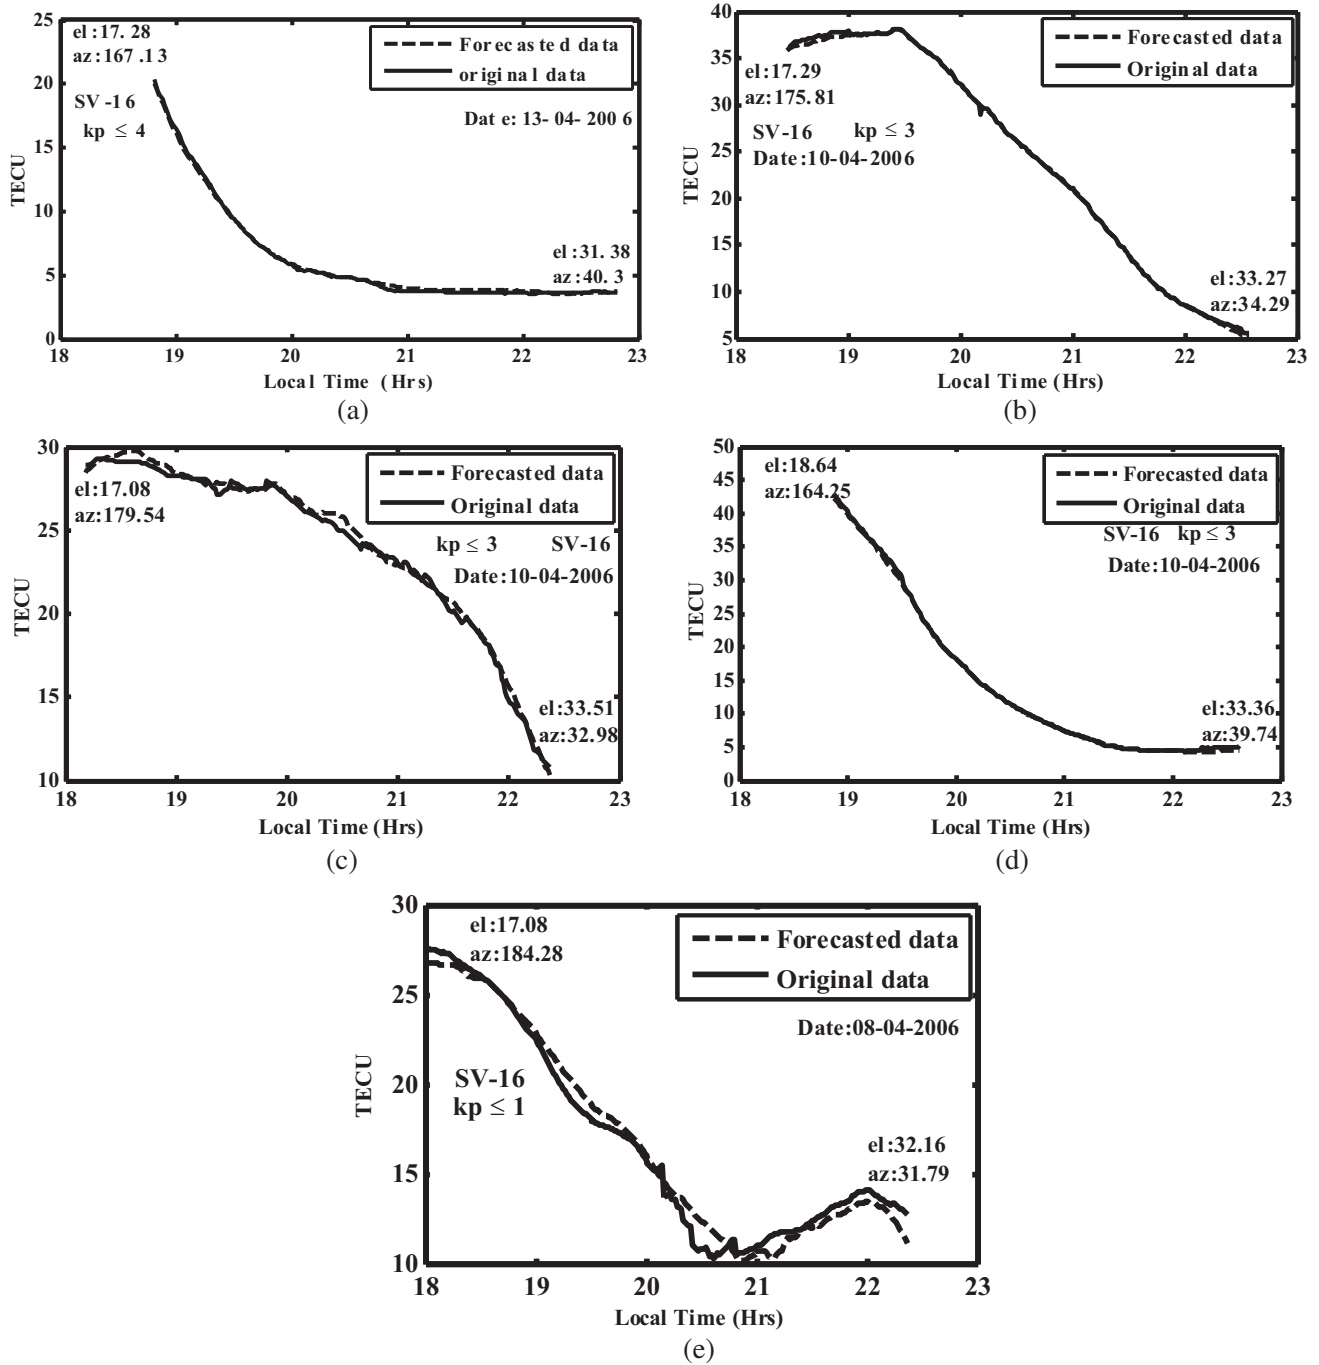 25
20
15
10
5
0
TECU
el:17.28
az:167.13
SV-16
kp ≤ 4
Forecasted data
original data
Date: 13-04-2006
el:31.38
az:40.3
18 19 20 21 22 23
Local Time (Hrs)
(a)
40
35
30
25
20
15
10
5
TECU
Forecasted data
Original data
el:17.29
az:175.81
SV-16 kp ≤ 3
Date:10-04-2006
el:33.27
az:34.29
18 19 20 21 22 23
Local Time (Hrs)
(b)
30
25
20
15
10
TECU
Forecasted data
Original data
el:17.08
az:179.54
kp ≤ 3 SV-16
Date:10-04-2006
el:33.51
az:32.98
18 19 20 21 22 23
Local Time (Hrs)
(c)
50
45
40
35
30
25
20
15
10
5
0
TECU
el:18.64
az:164.25
Forecasted data
Original data
SV-16 kp ≤ 3
Date:10-04-2006
el:33.36
az:39.74
18 19 20 21 22 23
Local Time (Hrs)
(d)
30
25
20
15
10
TECU
el:17.08
az:184.28
Forecasted data
Original data
Date:08-04-2006
SV-16
kp ≤ 1
el:32.16
az:31.79
18 19 20 21 22 23
Local Time (Hrs)
(e)